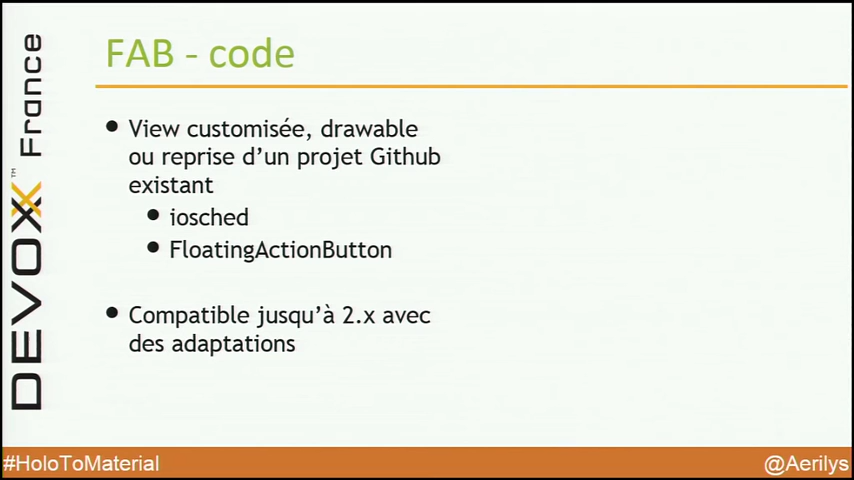 FAB - code
View customisée, drawable
ou reprise d'un projet Github
existant
iosched
FloatingActionButton
Compatible jusqu'à 2.x avec
des adaptations
DEVOXX™ France
#HoloToMaterial
@Aerilys